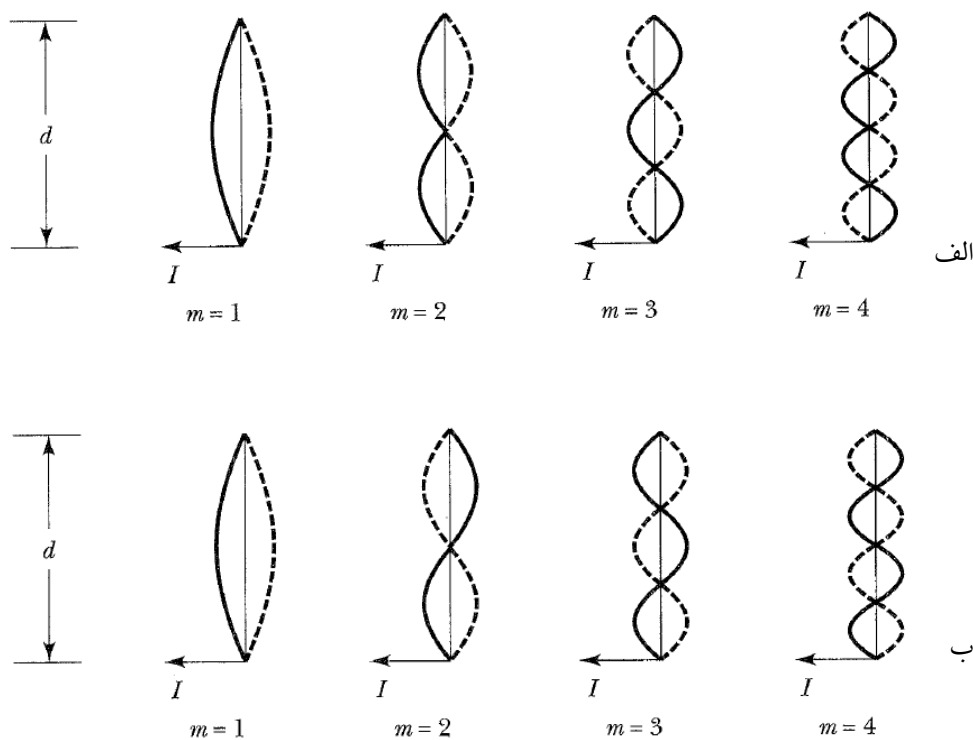 d
I I I I
الف
m = 1 m = 2 m = 3 m = 4
d
I I I I
ب
m = 1 m = 2 m = 3 m = 4